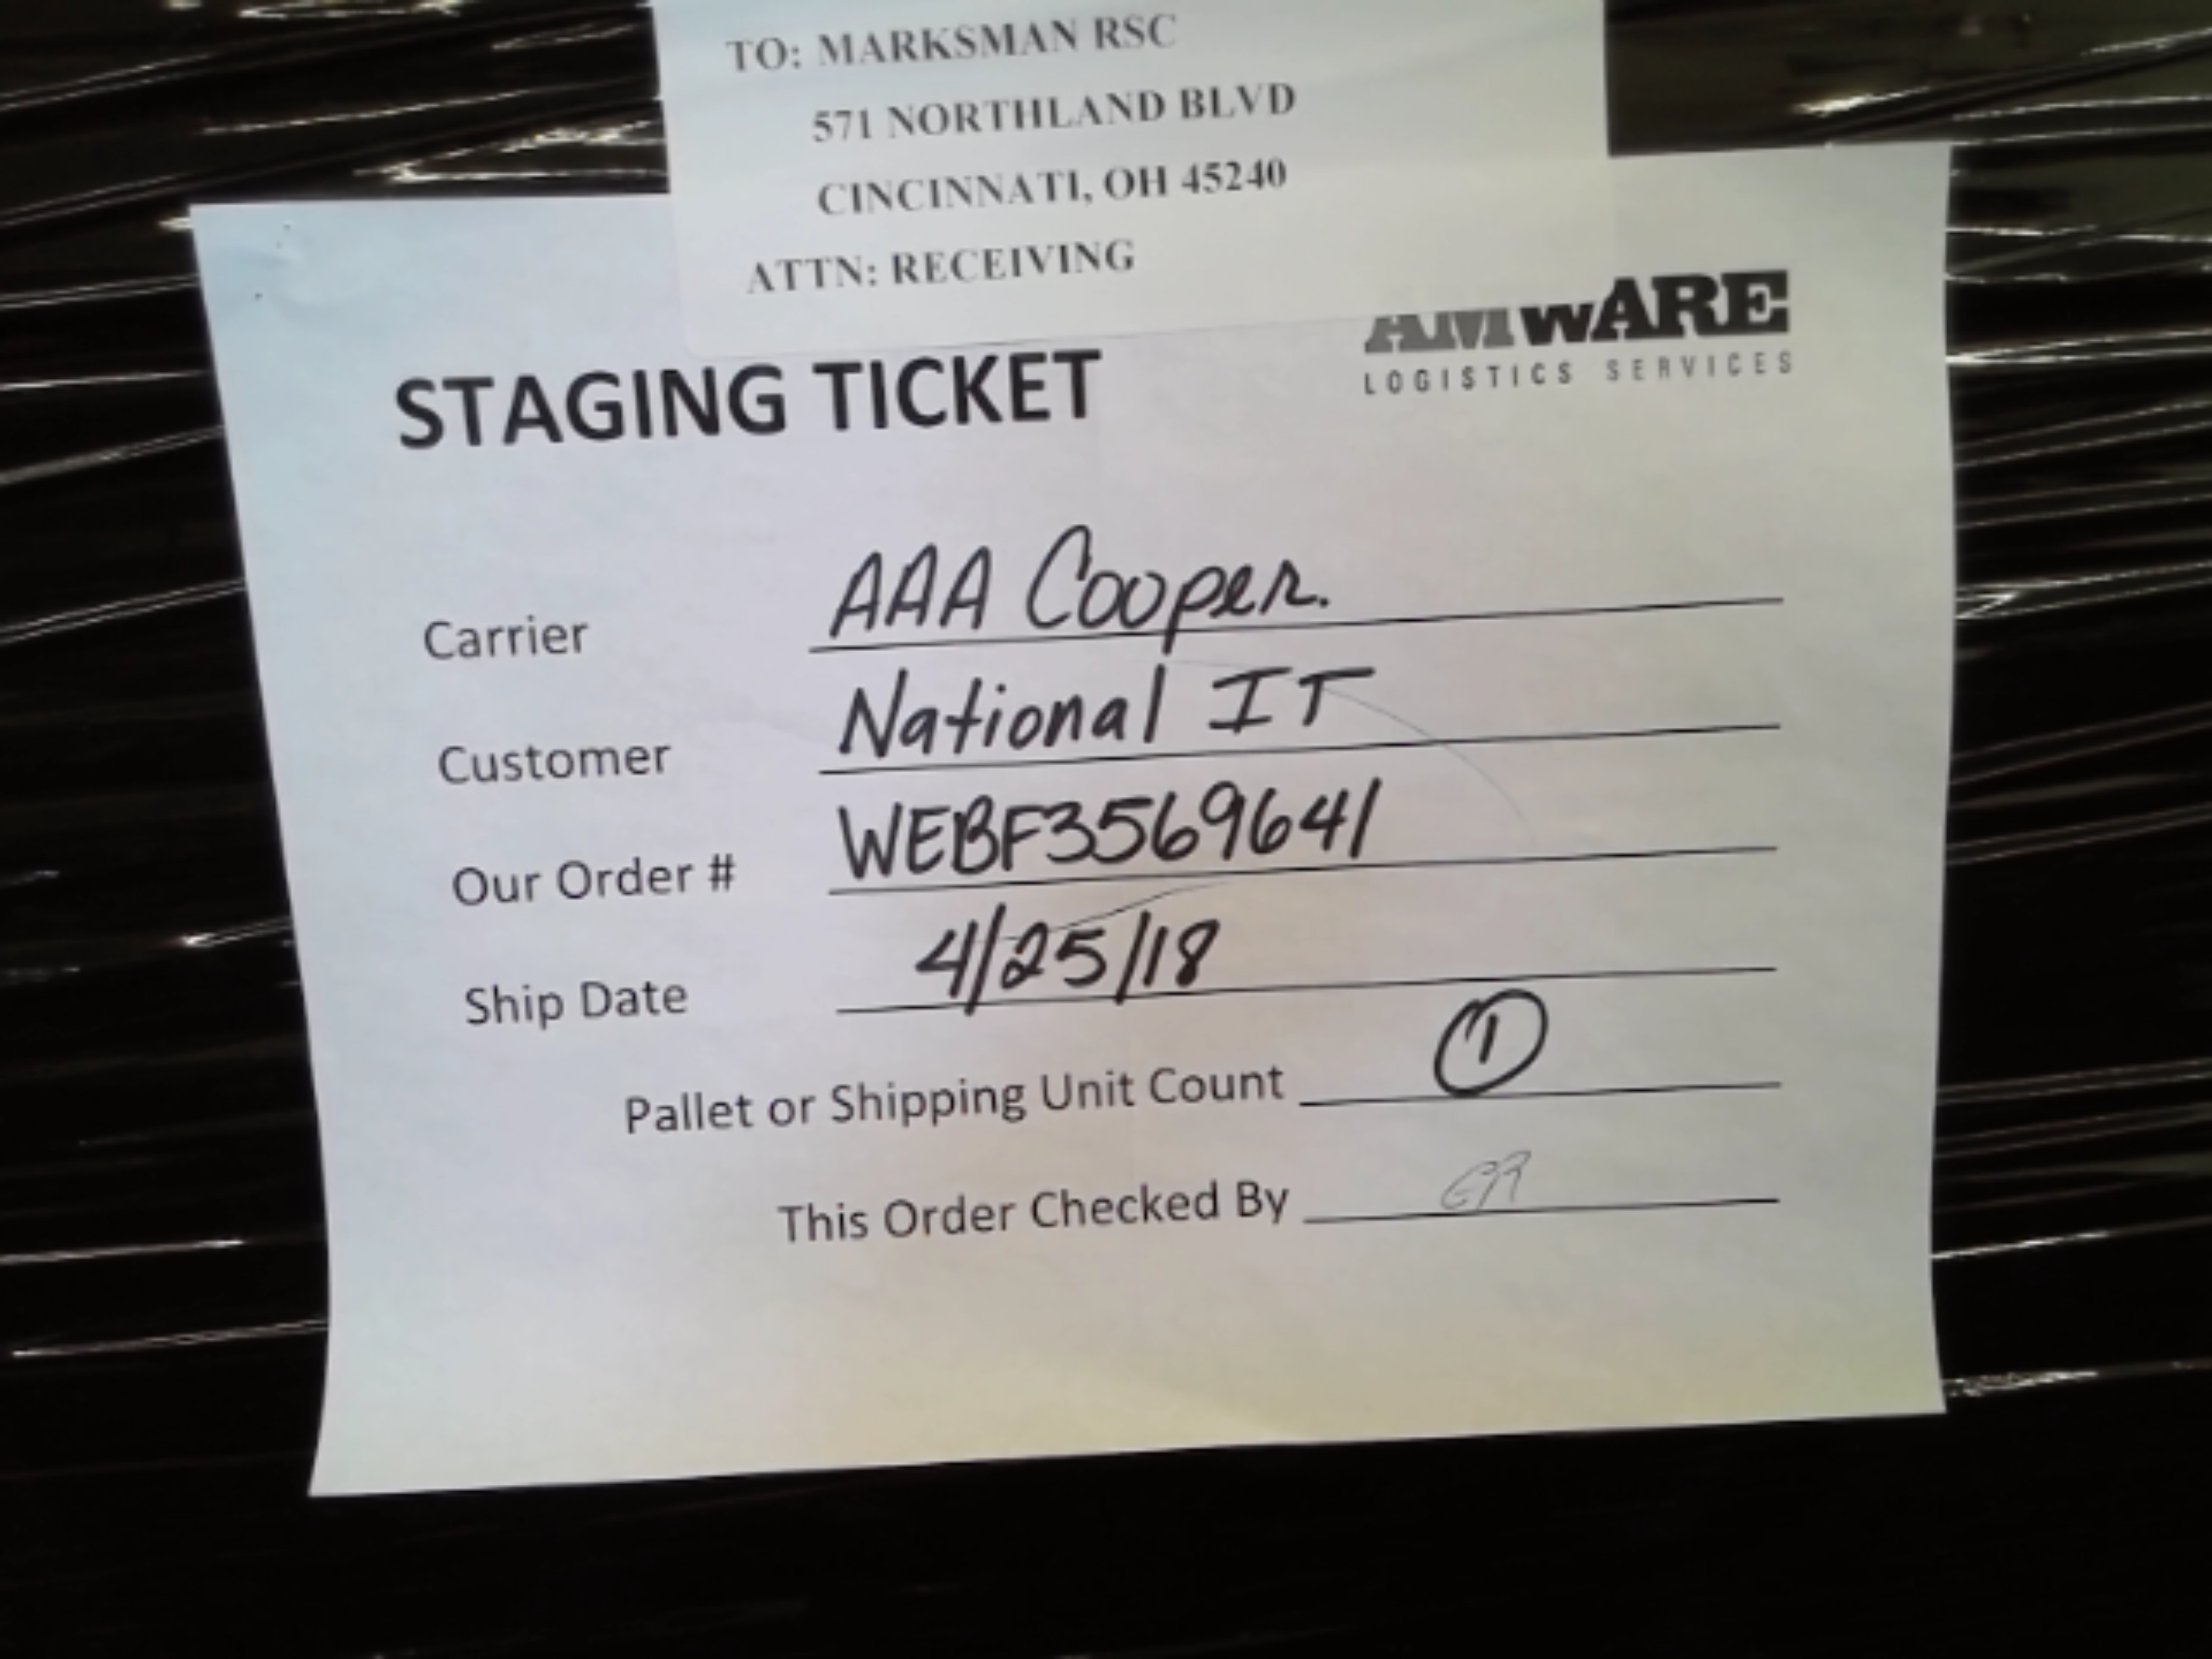 TO: MARKSMAN RSC
571 NORTHLAND BLVD
CINCINNATI, OH 45240
ATTN: RECEIVING
AMWARE
LOGISTICS SERVICES
STAGING TICKET
Carrier AAA Cooper.
Customer National IT
Our Order # WEBF3569641
Ship Date 4/25/18
Pallet or Shipping Unit Count 1
This Order Checked By